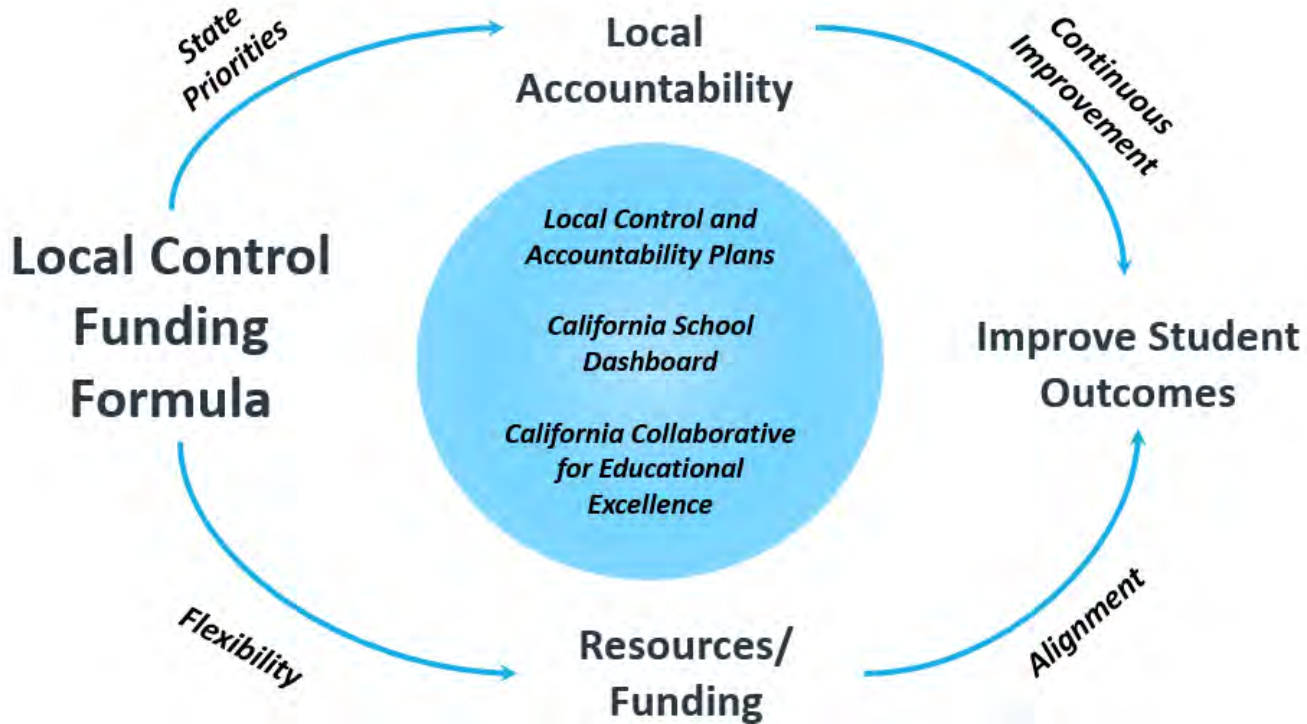 State
Priorities
Local
Accountability
Continuous
Improvement
Local Control
Funding
Formula
Local Control and
Accountability Plans
California School
Dashboard
California Collaborative
for Educational
Excellence
Improve Student
Outcomes
Flexibility
Resources/
Funding
Alignment